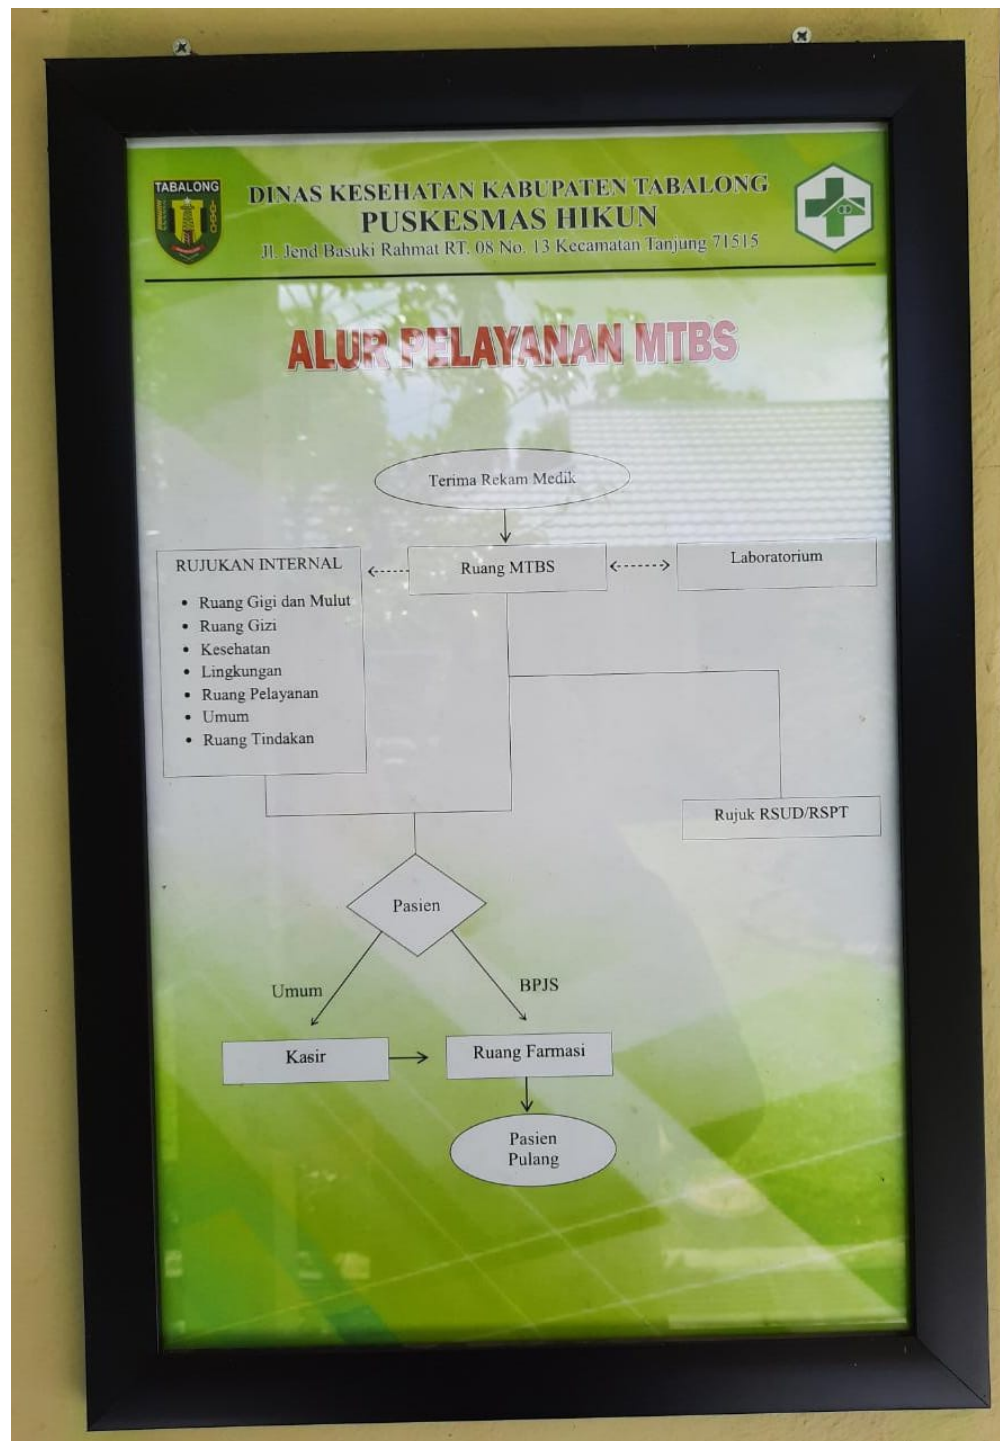 TABALONG
DINAS KESEHATAN KABUPATEN TABALONG
PUSKESMAS HIKUN
Jl. Jend Basuki Rahmat RT. 08 No. 13 Kecamatan Tanjung 71515
ALUR PELAYANAN MTBS
Terima Rekam Medik
RUJUKAN INTERNAL
• Ruang Gigi dan Mulut
• Ruang Gizi
• Kesehatan
• Lingkungan
• Ruang Pelayanan
• Umum
• Ruang Tindakan
Ruang MTBS
Laboratorium
Rujuk RSUD/RSPT
Pasien
Umum
BPJS
Kasir
Ruang Farmasi
Pasien
Pulang